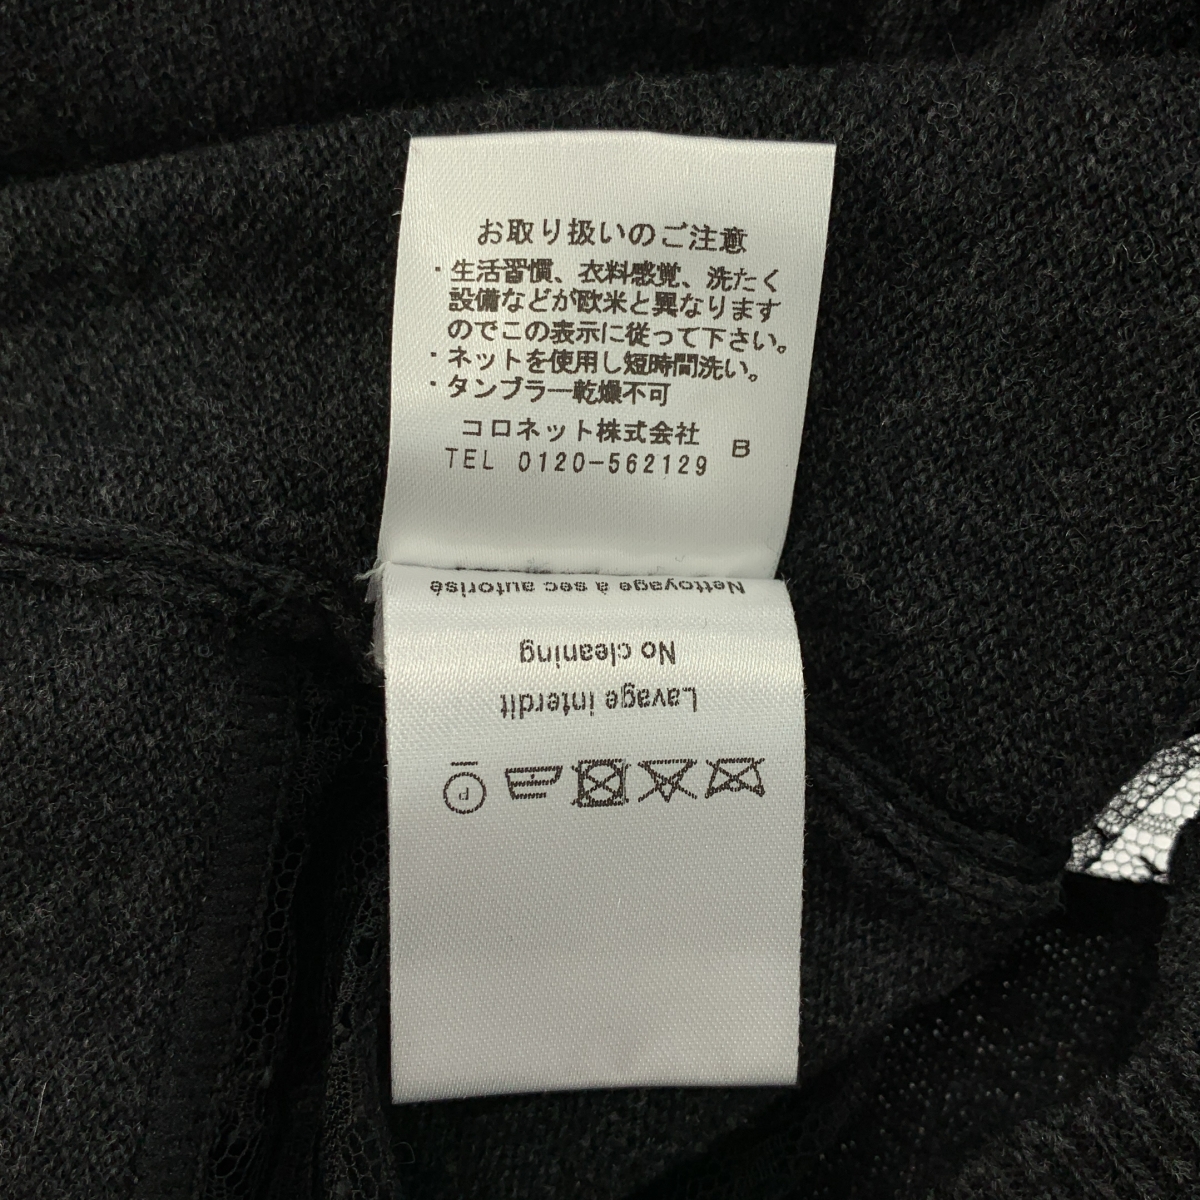 お取り扱いのご注意
・生活習慣、衣料感覚、洗たく
設備などが欧米と異なります
のでこの表示に従って下さい。
・ネットを使用し短時間洗い。
・タンブラー乾燥不可
コロネット株式会社
B
TEL 0120-562129
Nettoyage à sec autorisé
No cleaning
Lavage interdit
P